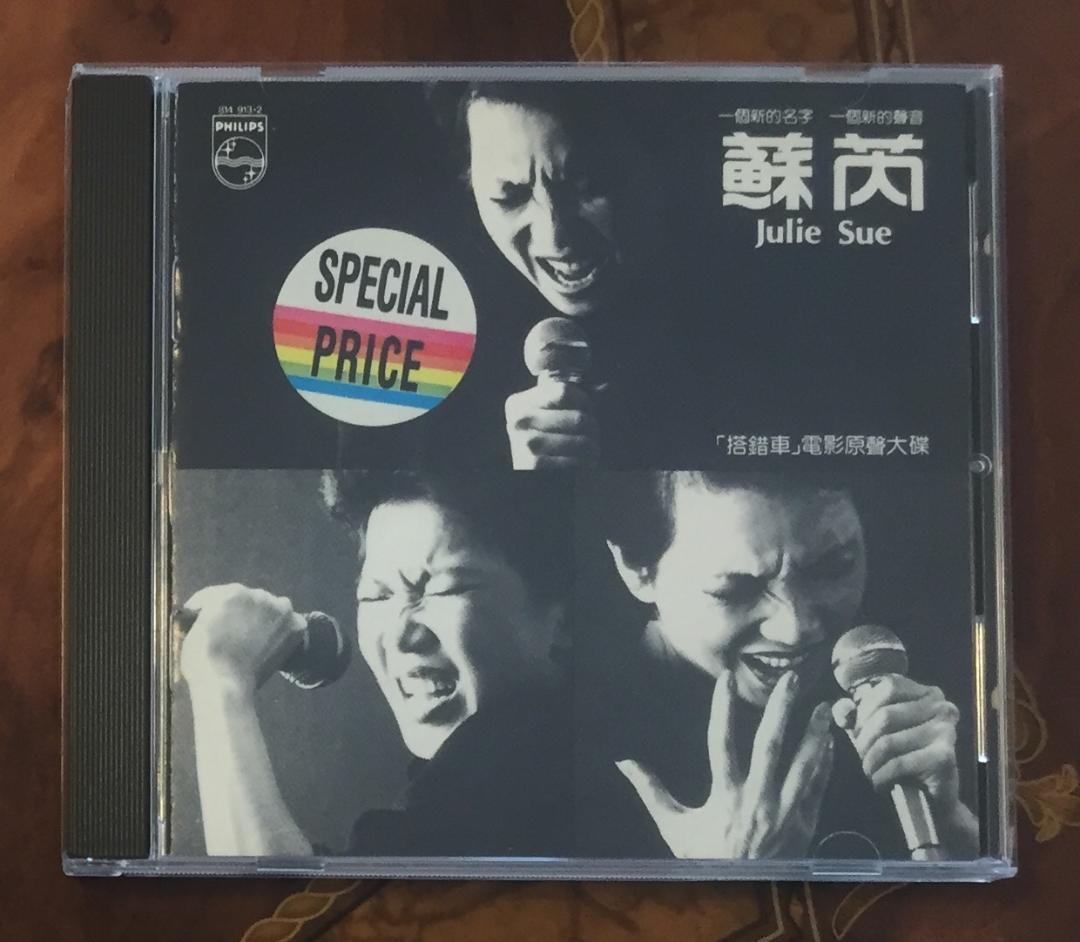 814 913-2
PHILIPS
一個新的名字 一個新的聲音
蘇芮
Julie Sue
SPECIAL
PRICE
「搭錯車」電影原聲大碟